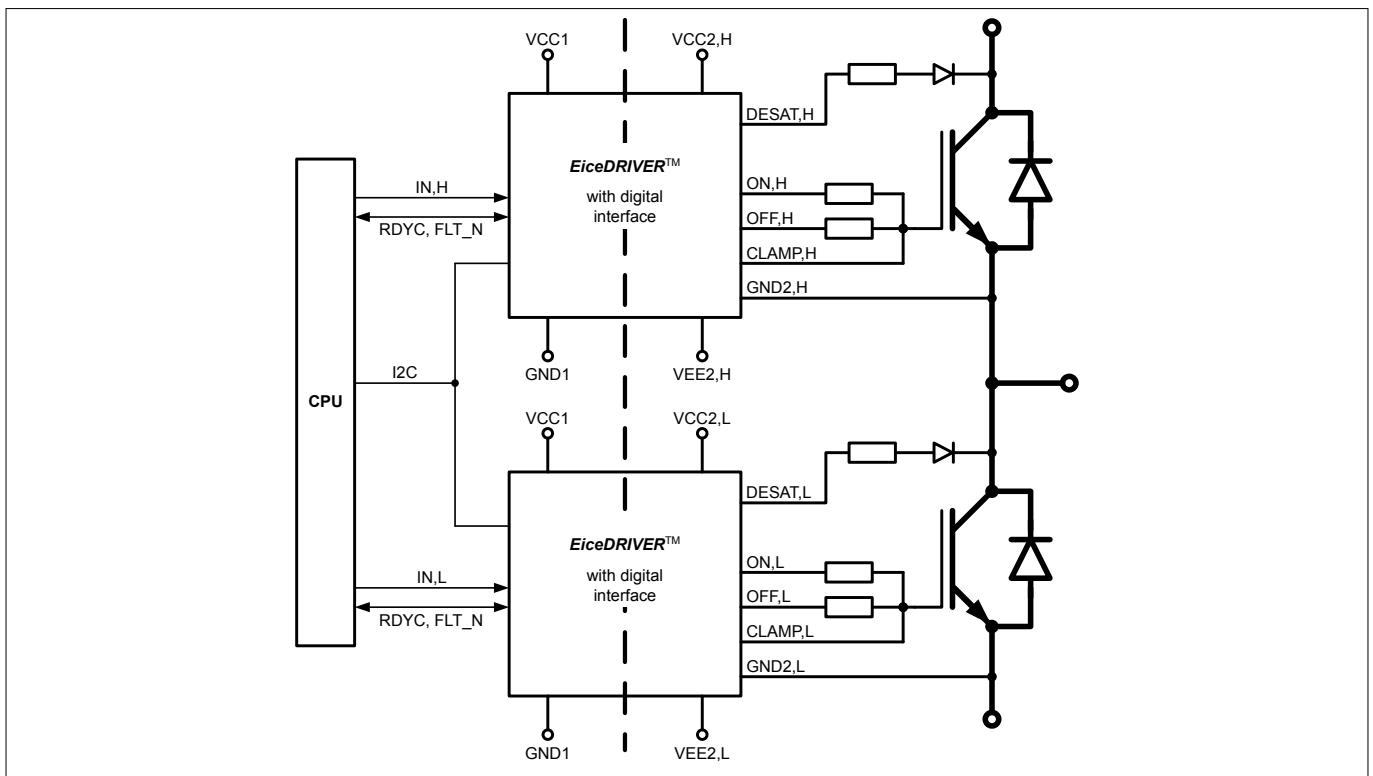 VCC1
VCC2,H
DESAT,H
EiceDRIVER™
with digital
interface
IN,H
RDYC, FLT_N
ON,H
OFF,H
CLAMP,H
GND2,H
GND1
VEE2,H
I2C
CPU
VCC1
VCC2,L
DESAT,L
EiceDRIVER™
with digital
interface
IN,L
RDYC, FLT_N
ON,L
OFF,L
CLAMP,L
GND2,L
GND1
VEE2,L